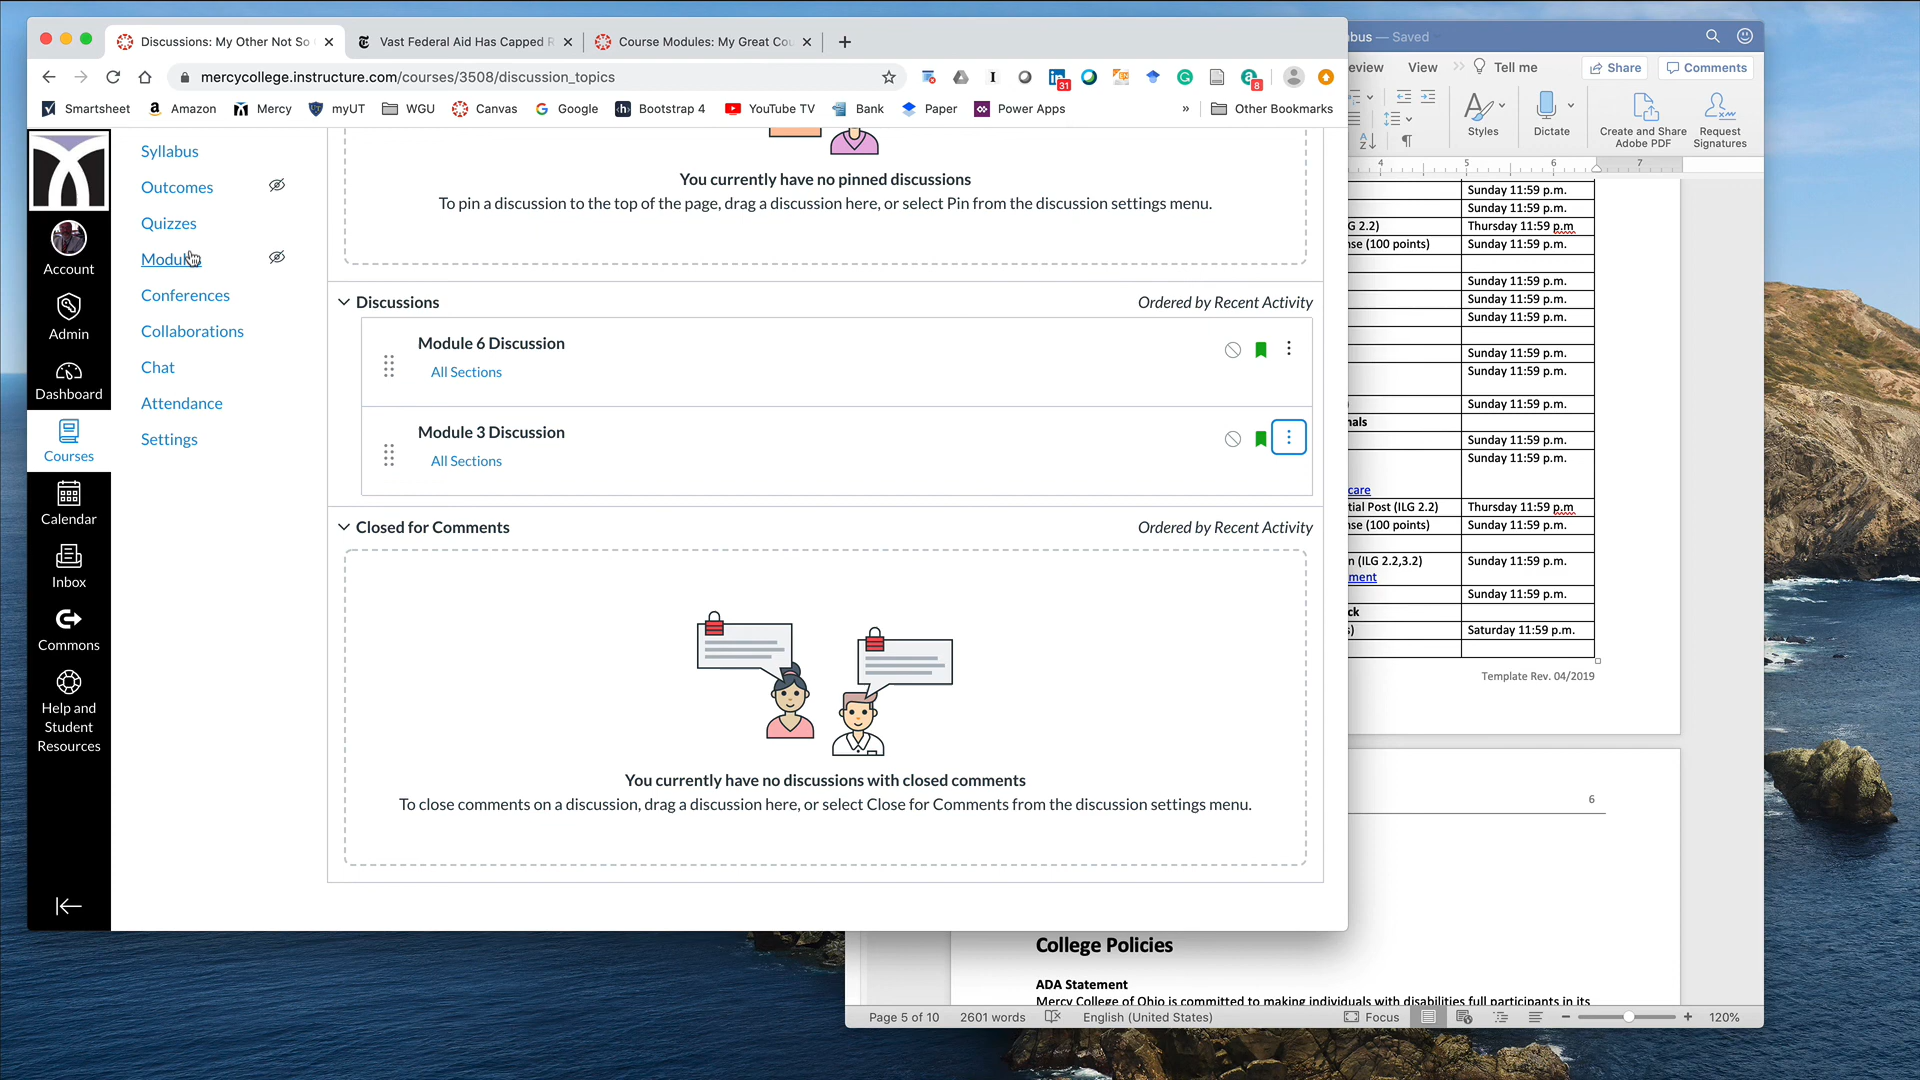 Discussions: My Other Not So
Vast Federal Aid Has Capped R
Course Modules: My Great Cou
mercycollege.instructure.com/courses/3508/discussion_topics
31
8
Smartsheet
Amazon
Mercy
myUT
WGU
Canvas
Google
Bootstrap 4
YouTube TV
Bank
Paper
Power Apps
»
Other Bookmarks
Account
Admin
Dashboard
Courses
Calendar
Inbox
Commons
Help and
Student
Resources
Syllabus
Outcomes
Quizzes
Conferences
Collaborations
Chat
Attendance
Settings
You currently have no pinned discussions
To pin a discussion to the top of the page, drag a discussion here, or select Pin from the discussion settings menu.
Discussions
Ordered by Recent Activity
Module 6 Discussion
All Sections
Module 3 Discussion
All Sections
Closed for Comments
Ordered by Recent Activity
You currently have no discussions with closed comments
To close comments on a discussion, drag a discussion here, or select Close for Comments from the discussion settings menu.
bus — Saved
eview
View
Tell me
Share
Comments
Styles
Dictate
Create and Share
Adobe PDF
Request
Signatures
4 5 6 7
Sunday 11:59 p.m.
Sunday 11:59 p.m.
G 2.2) Thursday 11:59 p.m
nse (100 points) Sunday 11:59 p.m.
Sunday 11:59 p.m.
Sunday 11:59 p.m.
Sunday 11:59 p.m.
Sunday 11:59 p.m.
Sunday 11:59 p.m.
) Sunday 11:59 p.m.
nals
Sunday 11:59 p.m.
Sunday 11:59 p.m.
care
tial Post (ILG 2.2) Thursday 11:59 p.m
nse (100 points) Sunday 11:59 p.m.
n (ILG 2.2,3.2) Sunday 11:59 p.m.
ment
Sunday 11:59 p.m.
ck
s) Saturday 11:59 p.m.
Template Rev. 04/2019
6
College Policies
ADA Statement
Mercy College of Ohio is committed to making individuals with disabilities full participants in its
Page 5 of 10
2601 words
English (United States)
Focus
120%